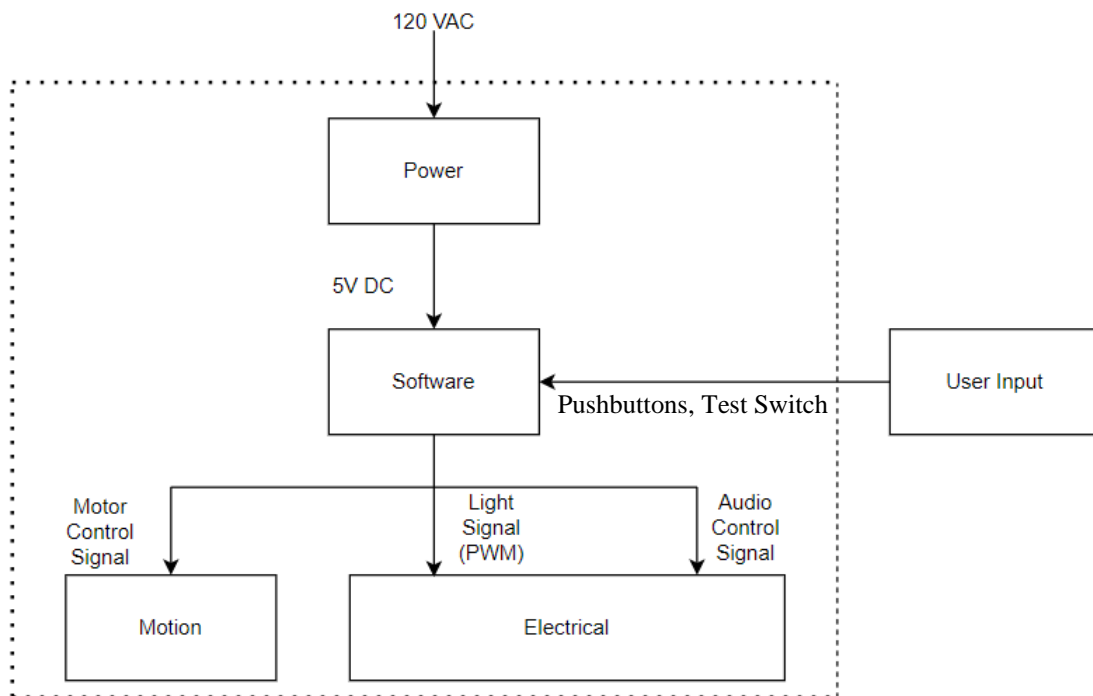 120 VAC
Power
5V DC
Software
User Input
Pushbuttons, Test Switch
Motor
Control
Signal
Light
Signal
(PWM)
Audio
Control
Signal
Motion
Electrical